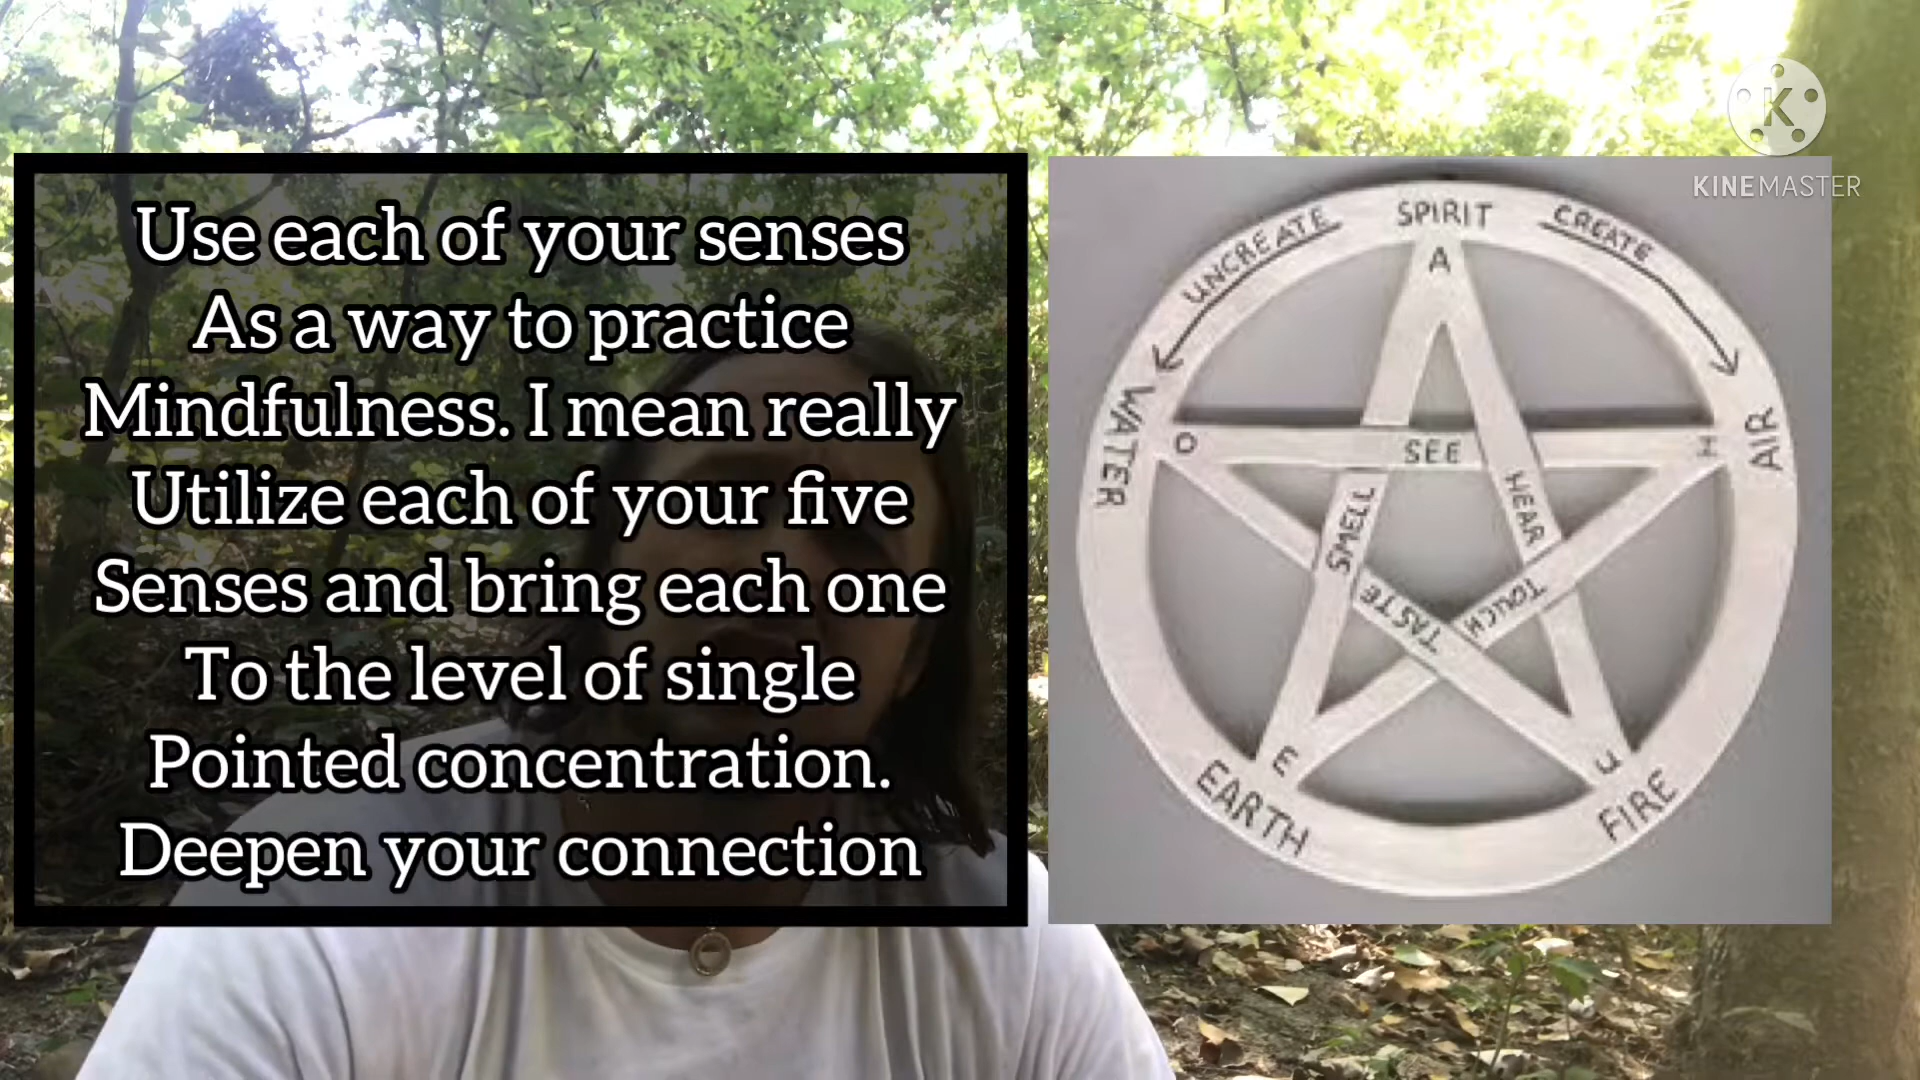 Use each of your senses
As a way to practice
Mindfulness. I mean really
Utilize each of your five
Senses and bring each one
To the level of single
Pointed concentration.
Deepen your connection
K
KINEMASTER
UNCREATE
SPIRIT
CREATE
A
WATER
O
SEE
H
AIR
SMELL
HEAR
TASTE
TOUCH
E
U
EARTH
FIRE